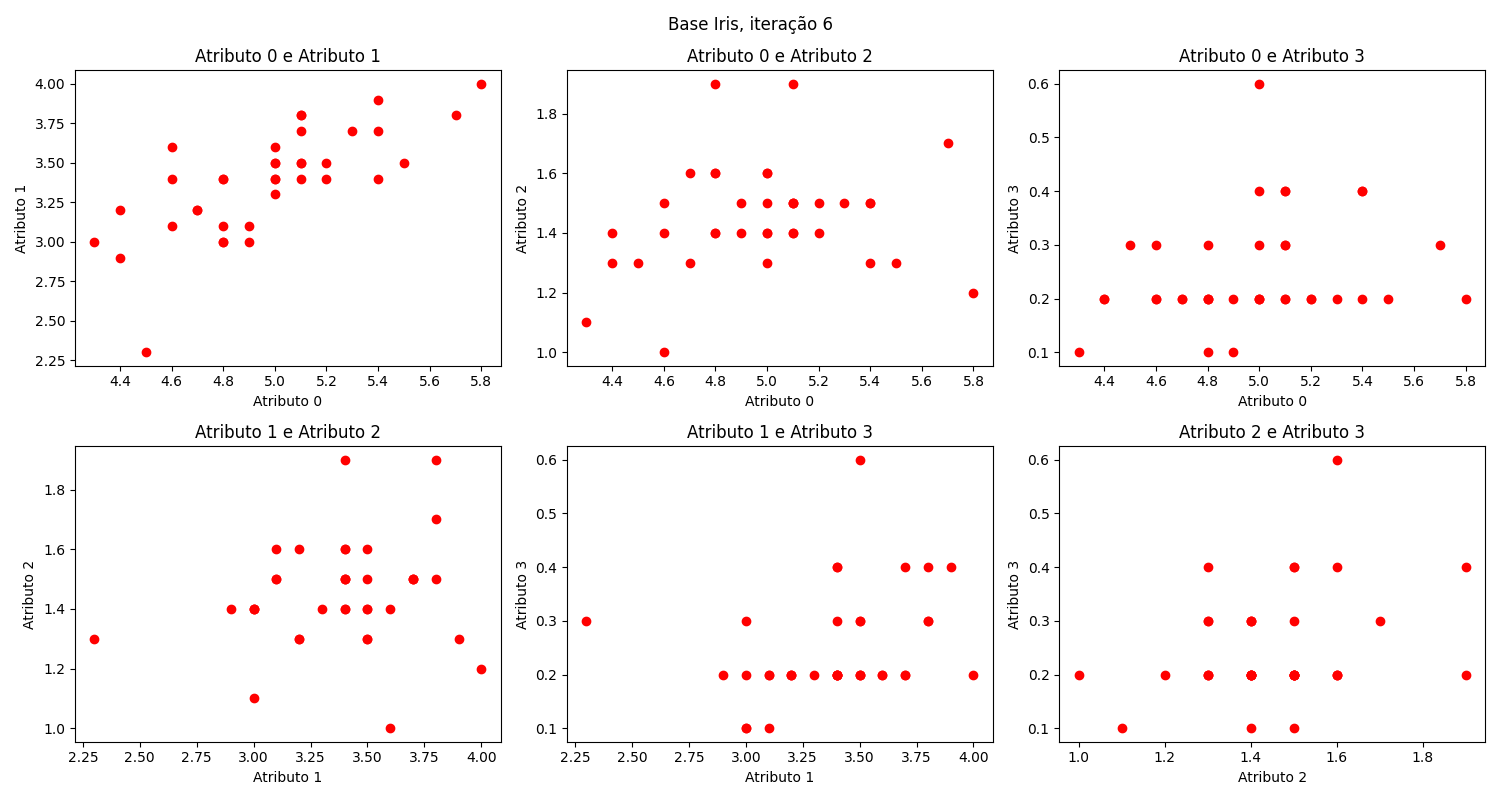 Base Iris, iteração 6
Atributo 0 e Atributo 1
4.00
3.75
3.50
3.25
3.00
2.75
2.50
2.25
Atributo 1
4.4 4.6 4.8 5.0 5.2 5.4 5.6 5.8
Atributo 0
Atributo 0 e Atributo 2
1.8
1.6
1.4
1.2
1.0
Atributo 2
4.4 4.6 4.8 5.0 5.2 5.4 5.6 5.8
Atributo 0
Atributo 0 e Atributo 3
0.6
0.5
0.4
0.3
0.2
0.1
Atributo 3
4.4 4.6 4.8 5.0 5.2 5.4 5.6 5.8
Atributo 0
Atributo 1 e Atributo 2
1.8
1.6
1.4
1.2
1.0
Atributo 2
2.25 2.50 2.75 3.00 3.25 3.50 3.75 4.00
Atributo 1
Atributo 1 e Atributo 3
0.6
0.5
0.4
0.3
0.2
0.1
Atributo 3
2.25 2.50 2.75 3.00 3.25 3.50 3.75 4.00
Atributo 1
Atributo 2 e Atributo 3
0.6
0.5
0.4
0.3
0.2
0.1
Atributo 3
1.0 1.2 1.4 1.6 1.8
Atributo 2